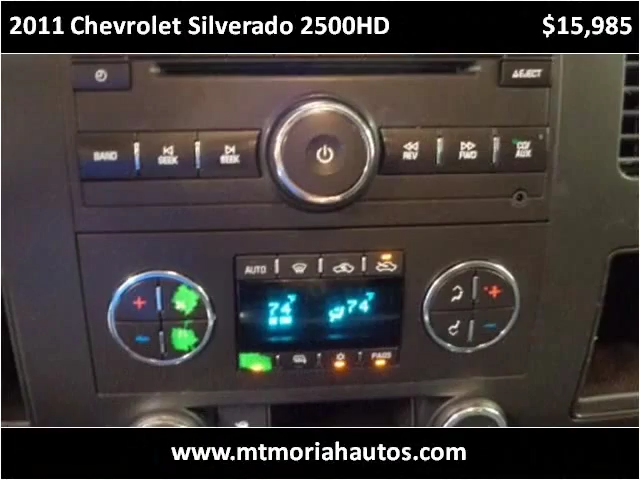 2011 Chevrolet Silverado 2500HD
$15,985
EJECT
BAND
SEEK
SEEK
REV
FWD
CD/
AUX
AUTO
74°
74°
PASS
www.mtmoriahautos.com